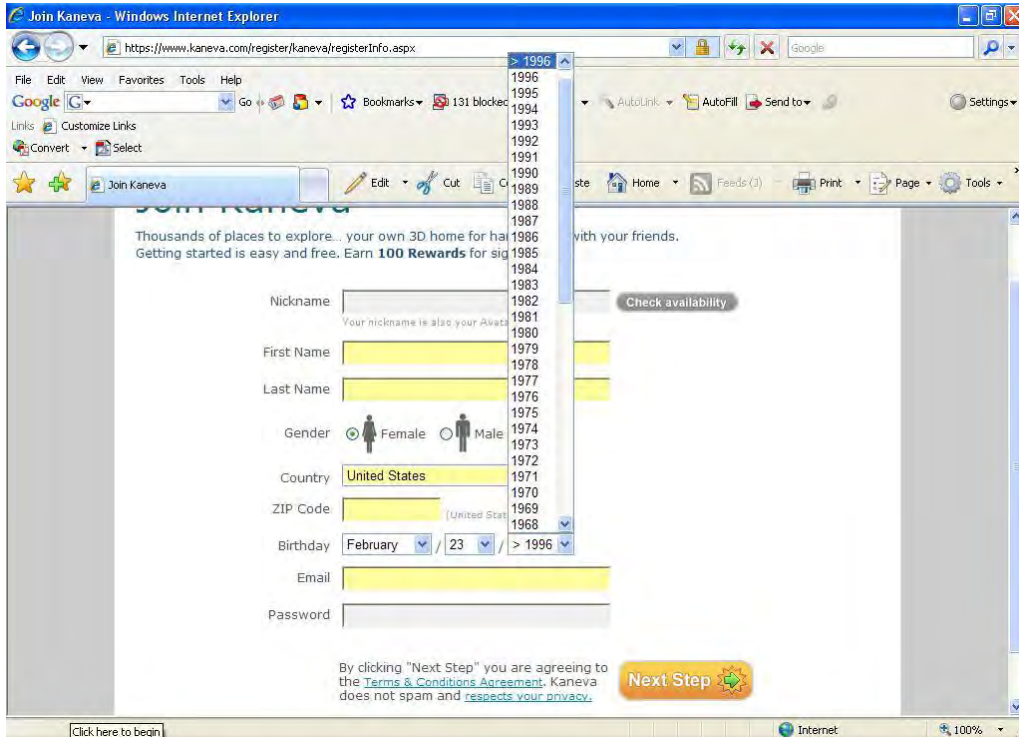 Join Kaneva - Windows Internet Explorer
https://www.kaneva.com/register/kaneva/registerInfo.aspx
Google
File Edit View Favorites Tools Help
Google G Go Bookmarks 131 blocked AutoLink AutoFill Send to Settings
Links Customize Links
Convert Select
Join Kaneva Edit Cut Home Feeds (J) Print Page Tools
Join Kaneva
Thousands of places to explore... your own 3D home for with your friends.
Getting started is easy and free. Earn 100 Rewards for
Nickname Check availability
Your nickname is also your
First Name
Last Name
Gender Female Male
Country United States
ZIP Code (United
Birthday February / 23 / > 1996
> 1996
1996
1995
1994
1993
1992
1991
1990
1989
1988
1987
1986
1985
1984
1983
1982
1981
1980
1979
1978
1977
1976
1975
1974
1973
1972
1971
1970
1969
1968
Email
Password
By clicking "Next Step" you are agreeing to
the Terms & Conditions Agreement. Kaneva
does not spam and respects your privacy.
Next Step
Click here to begin Internet 100%